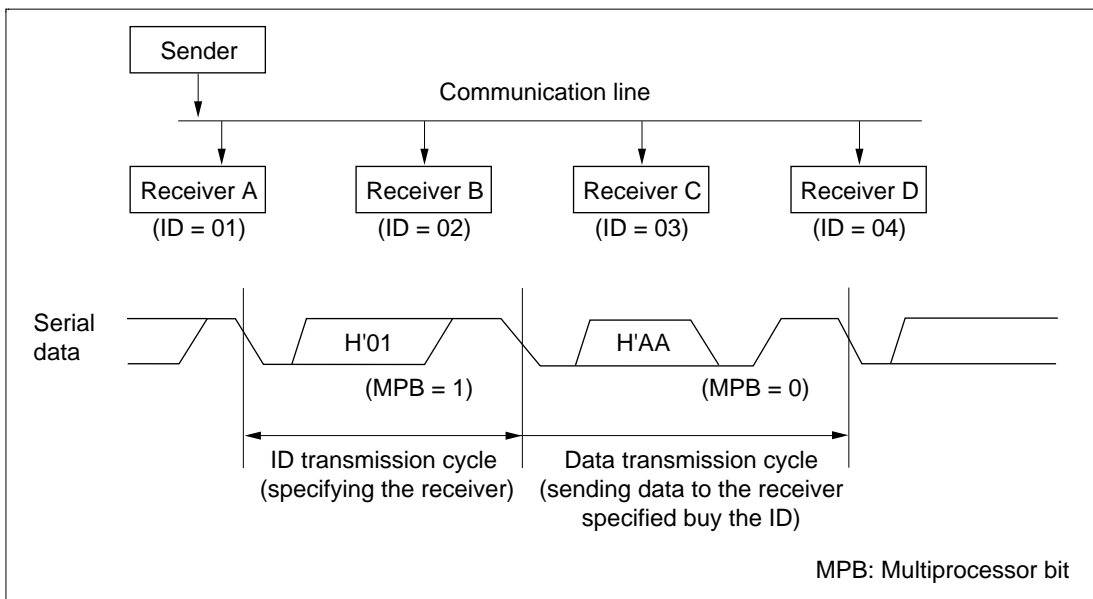 Sender
Communication line
Receiver A
Receiver B
Receiver C
Receiver D
(ID = 01)
(ID = 02)
(ID = 03)
(ID = 04)
Serial
data
H'01
H'AA
(MPB = 1)
(MPB = 0)
ID transmission cycle
(specifying the receiver)
Data transmission cycle
(sending data to the receiver
specified buy the ID)
MPB: Multiprocessor bit